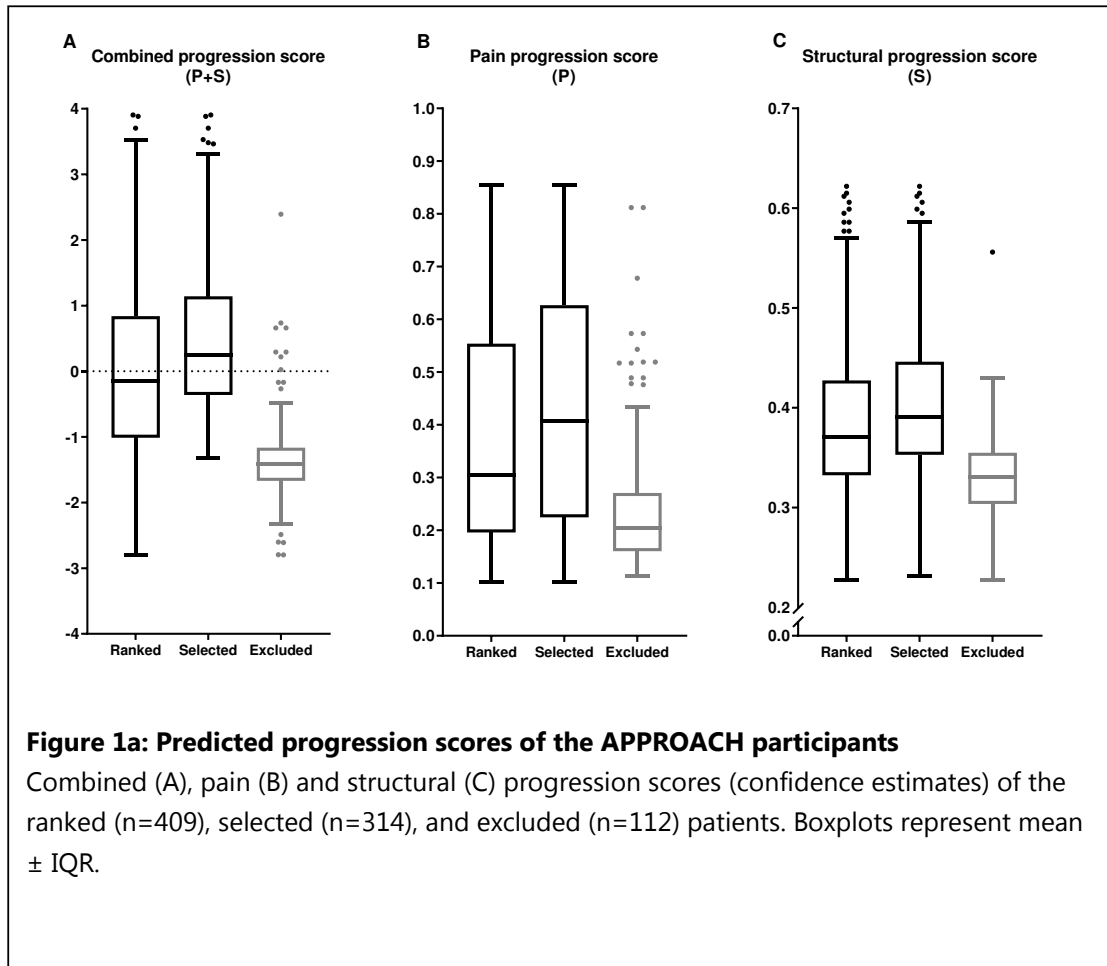 A
Combined progression score
(P+S)
4
3
2
1
0
-1
-2
-3
-4
Ranked Selected Excluded
B
Pain progression score
(P)
1.0
0.9
0.8
0.7
0.6
0.5
0.4
0.3
0.2
0.1
0.0
Ranked Selected Excluded
C
Structural progression score
(S)
0.7
0.6
0.5
0.4
0.3
0.2
0.0
Ranked Selected Excluded
Figure 1a: Predicted progression scores of the APPROACH participants
Combined (A), pain (B) and structural (C) progression scores (confidence estimates) of the
ranked (n=409), selected (n=314), and excluded (n=112) patients. Boxplots represent mean
± IQR.